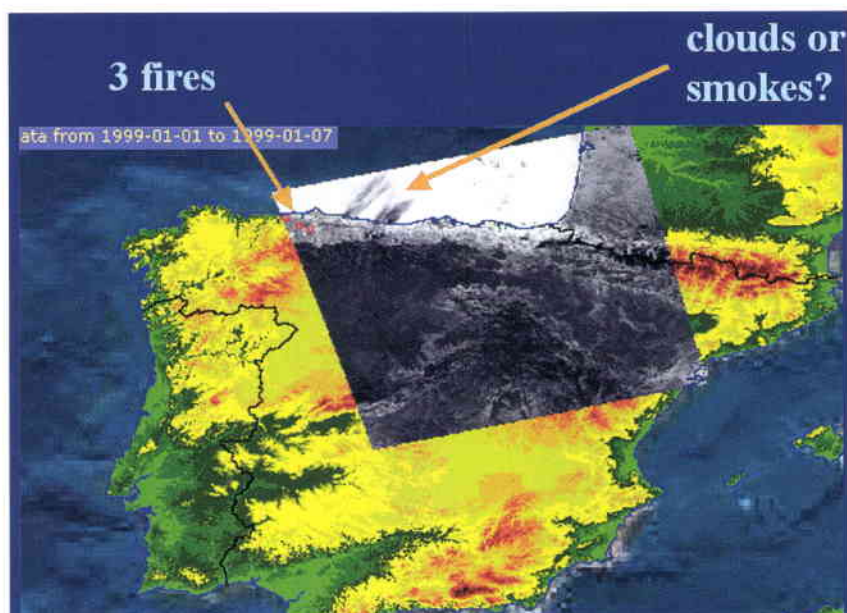 clouds or
smokes?
3 fires
ata from 1999-01-01 to 1999-01-07